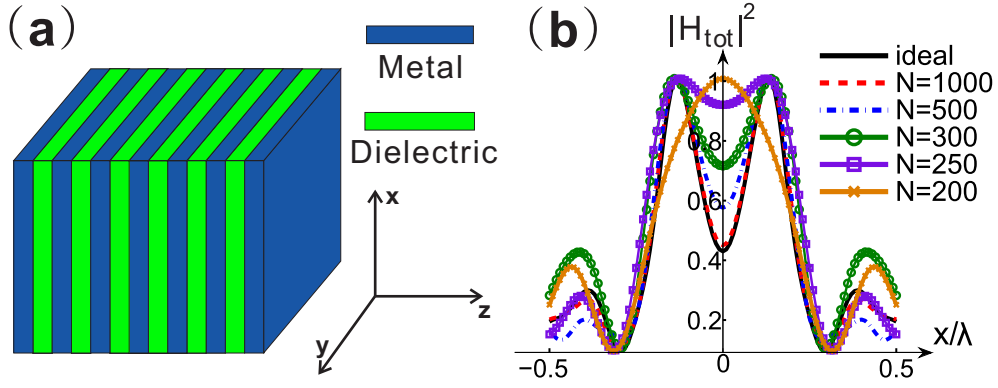 (a)
Metal
Dielectric
x
z
y
(b)
|H_tot|^2
1
0.8
0.6
0.4
0.2
−0.5
0
0.5
x/λ
ideal
N=1000
N=500
N=300
N=250
N=200